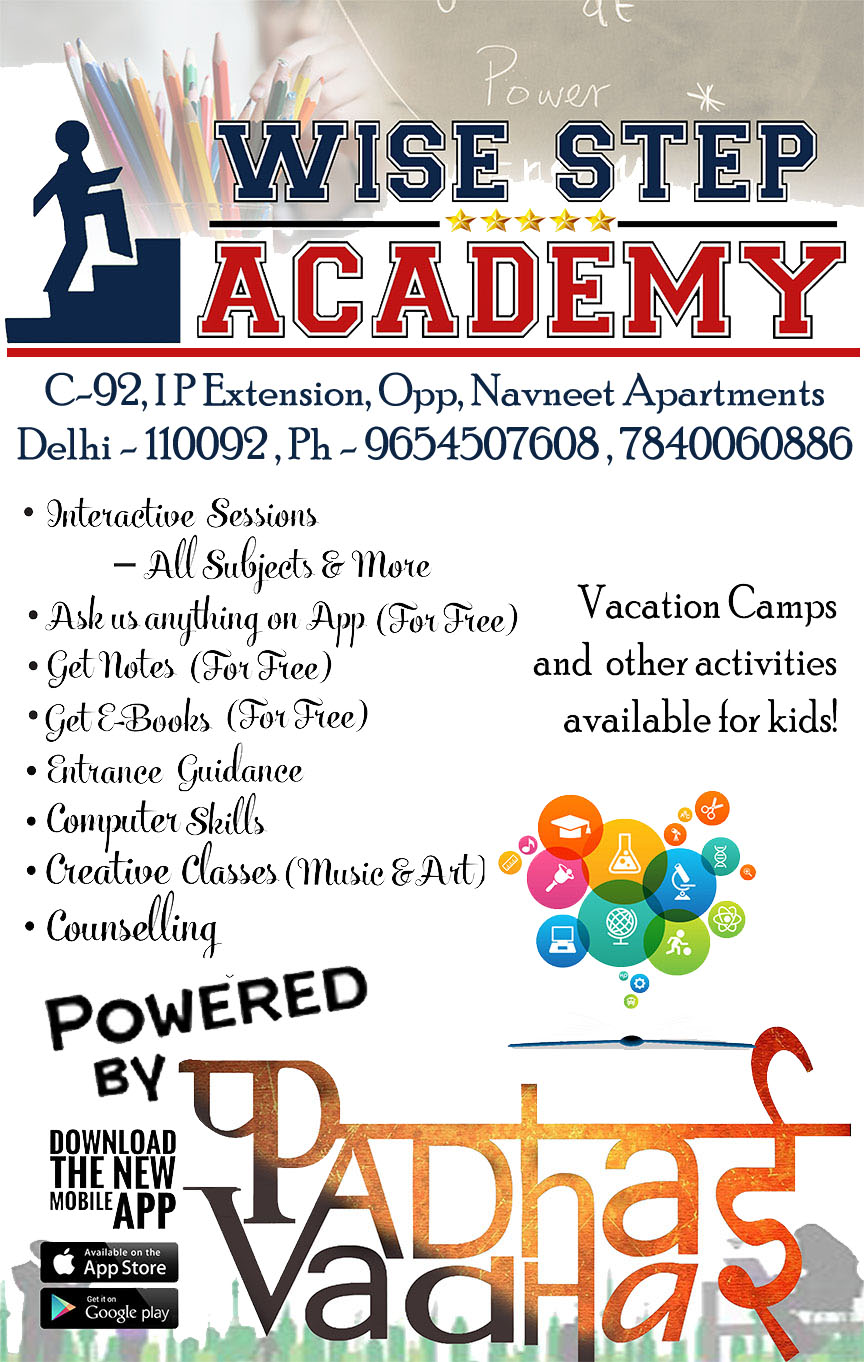 Power
WISE STEP
ACADEMY
C-92, I P Extension, Opp, Navneet Apartments
Delhi - 110092 , Ph - 9654507608 , 7840060886
• Interactive Sessions
– All Subjects & More
• Ask us anything on App (For Free)
• Get Notes (For Free)
• Get E-Books (For Free)
• Entrance Guidance
• Computer Skills
• Creative Classes (Music & Art)
• Counselling
Vacation Camps
and other activities
available for kids!
POWERED
BY
PADhaई
VadHa
DOWNLOAD
THE NEW
MOBILE APP
Available on the
App Store
Get it on
Google play